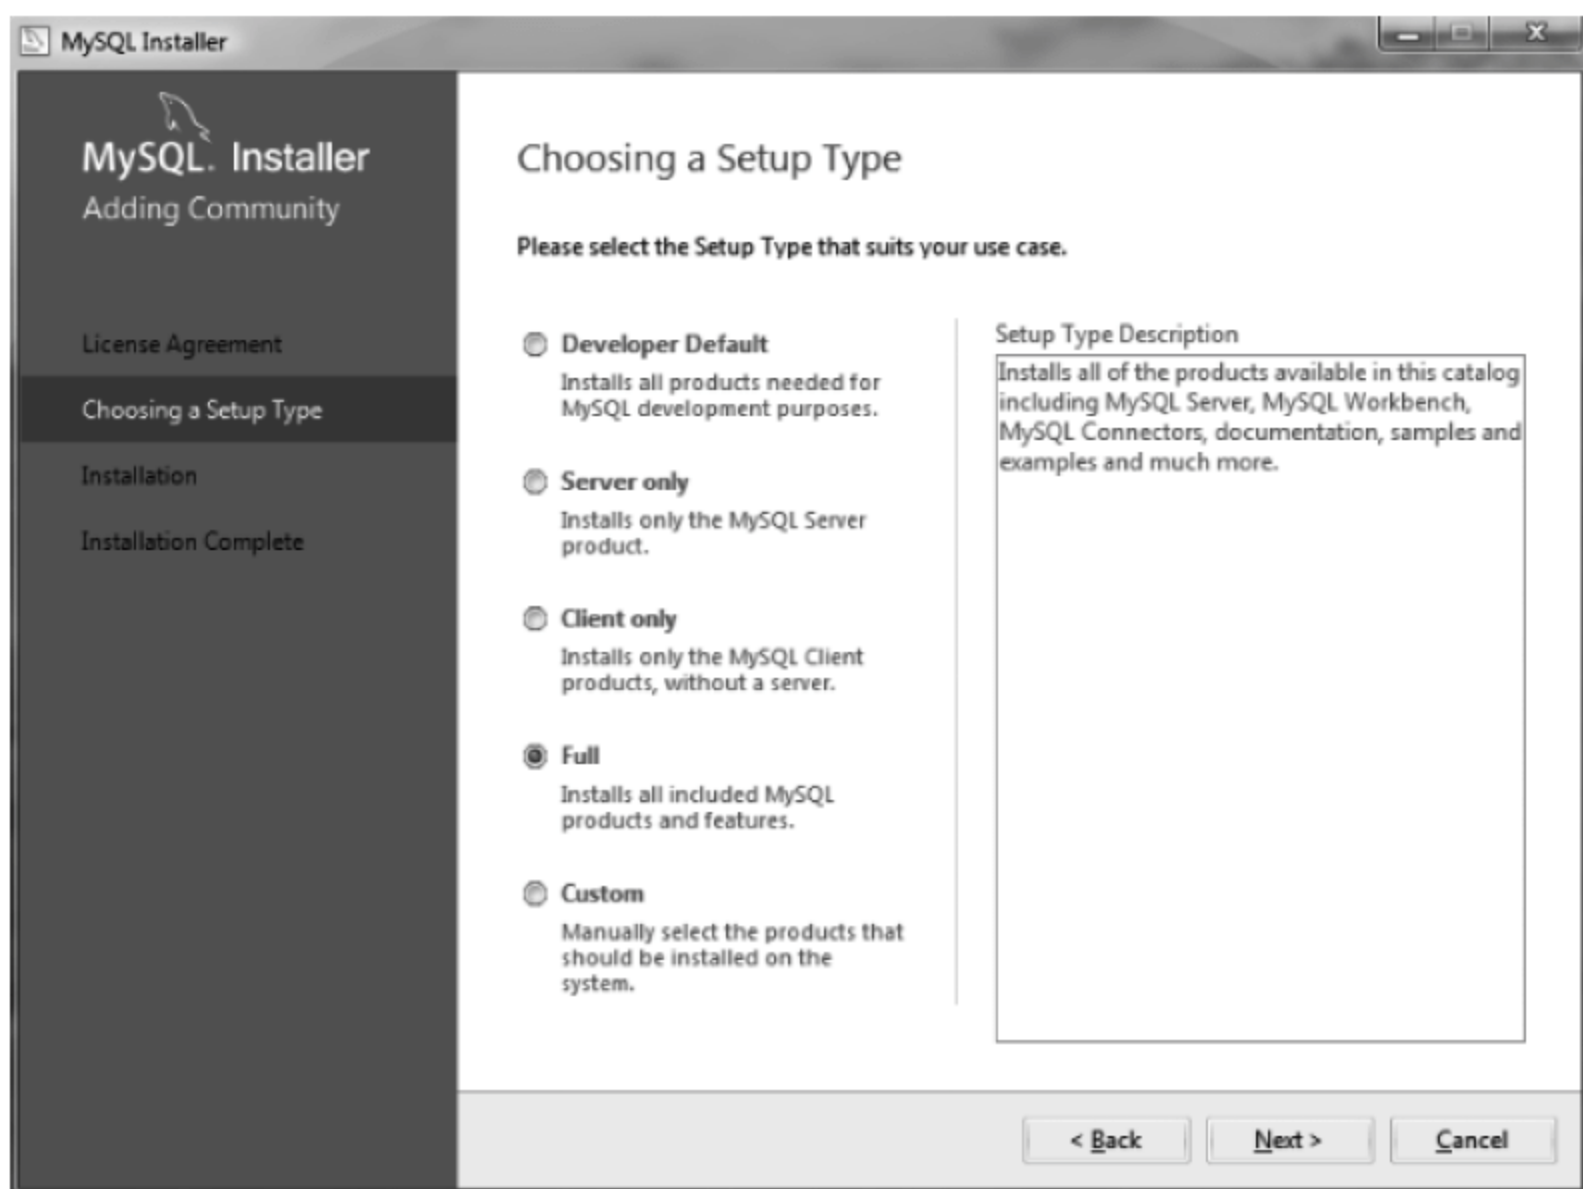 MySQL Installer
MySQL. Installer
Adding Community
License Agreement
Choosing a Setup Type
Installation
Installation Complete
Choosing a Setup Type
Please select the Setup Type that suits your use case.
Developer Default
Installs all products needed for
MySQL development purposes.
Server only
Installs only the MySQL Server
product.
Client only
Installs only the MySQL Client
products, without a server.
Full
Installs all included MySQL
products and features.
Custom
Manually select the products that
should be installed on the
system.
Setup Type Description
Installs all of the products available in this catalog
including MySQL Server, MySQL Workbench,
MySQL Connectors, documentation, samples and
examples and much more.
< Back
Next >
Cancel